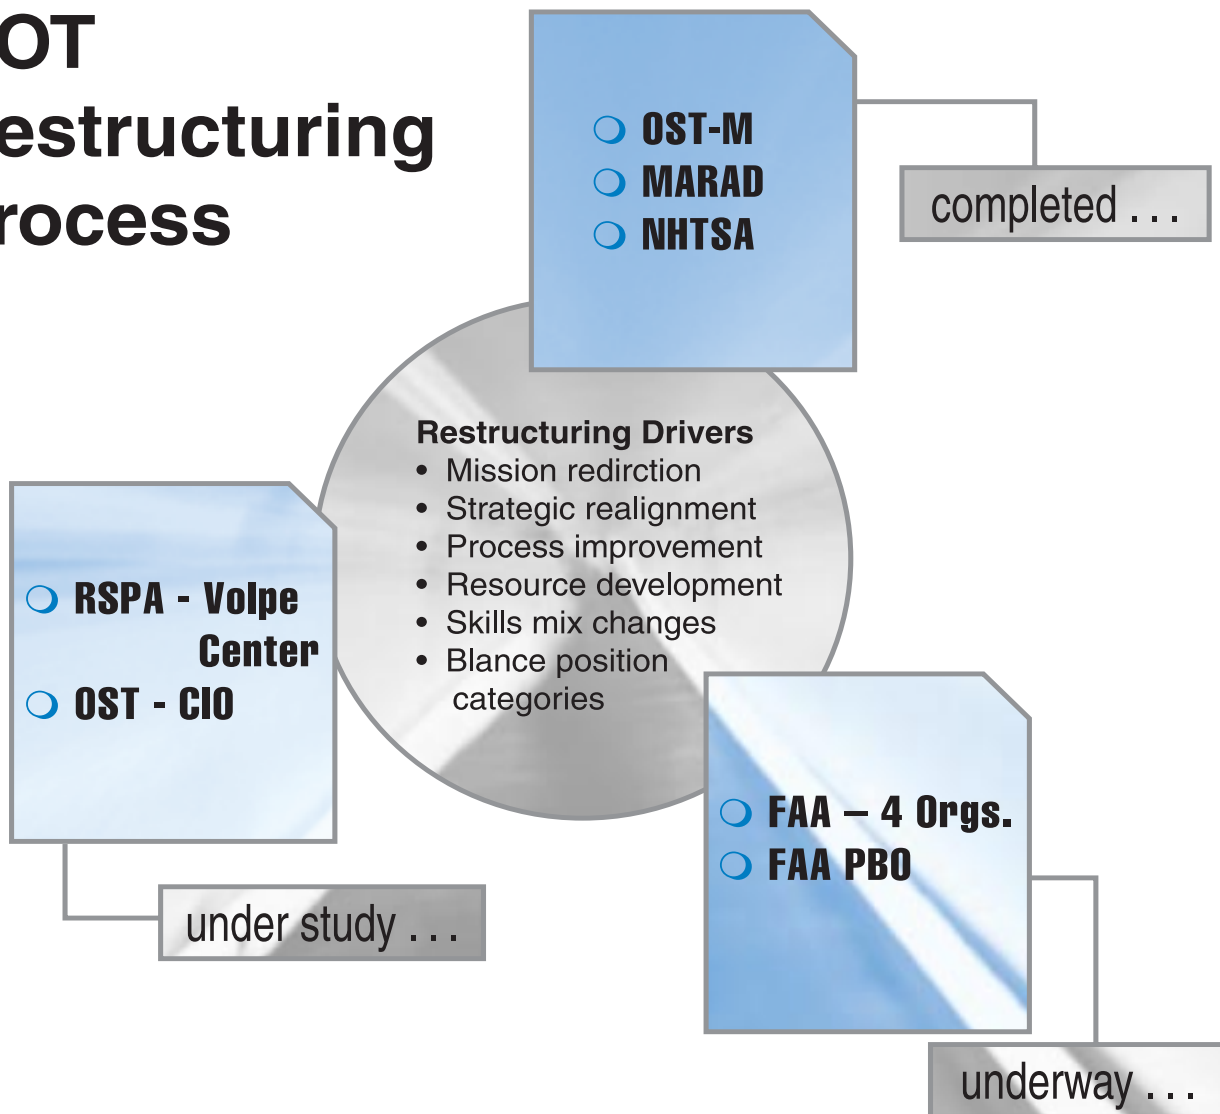 OT
estructuring
rocess
OST-M
MARAD
NHTSA
completed . . .
Restructuring Drivers
• Mission redirction
• Strategic realignment
• Process improvement
• Resource development
• Skills mix changes
• Blance position
categories
RSPA - Volpe
Center
OST - CIO
under study . . .
FAA – 4 Orgs.
FAA PBO
underway . . .